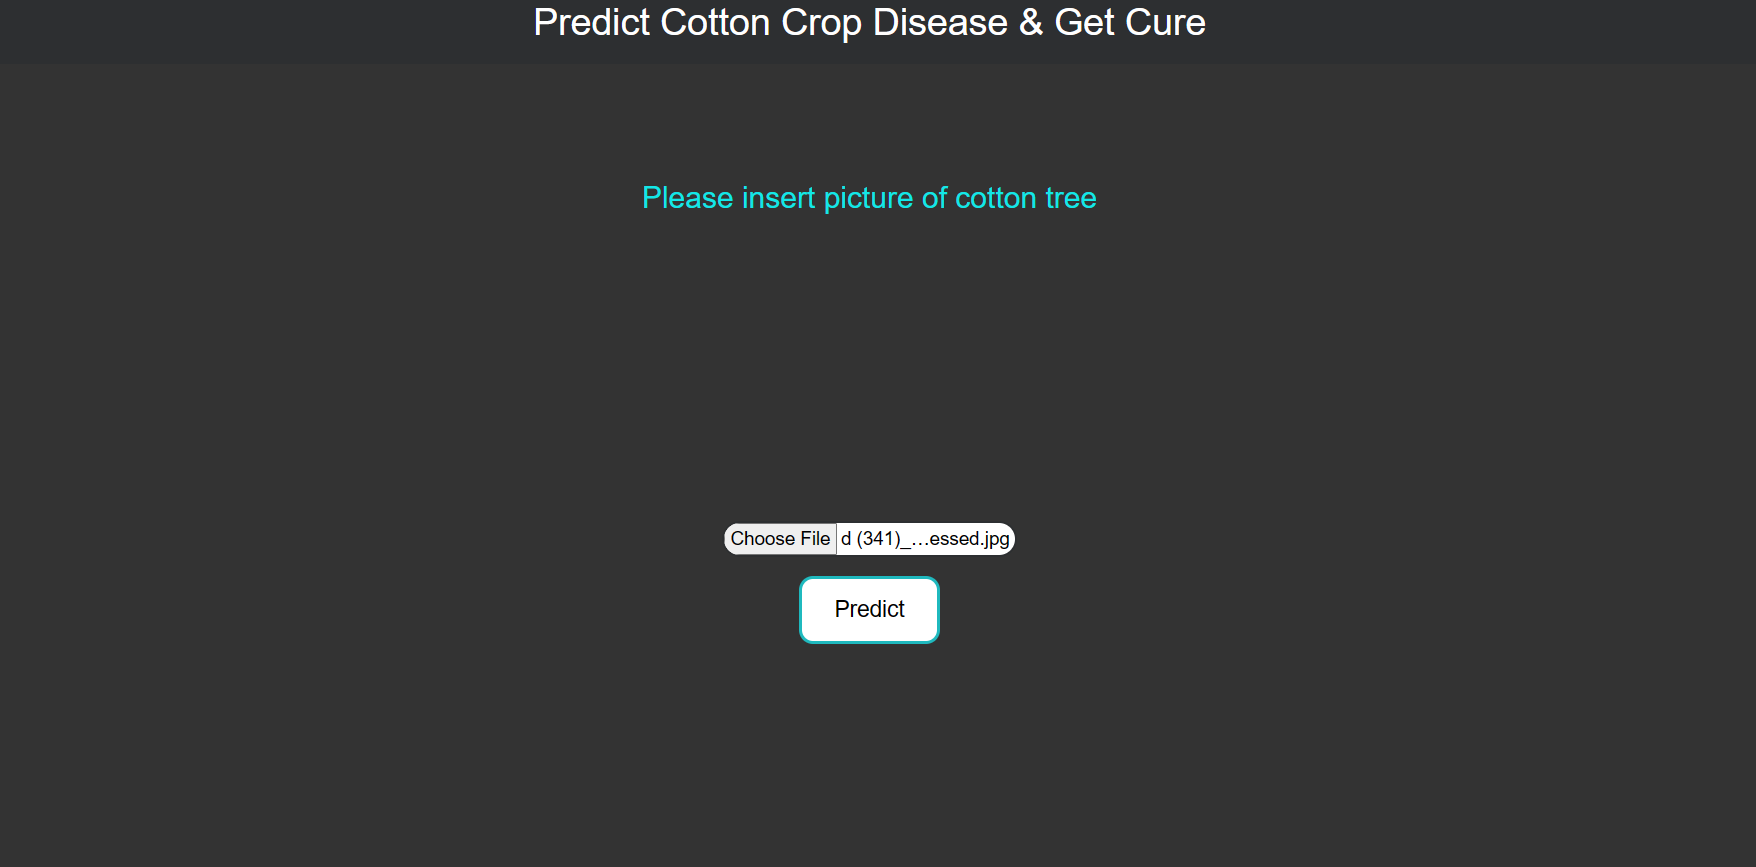 Predict Cotton Crop Disease & Get Cure
Please insert picture of cotton tree
Choose File d (341)_...essed.jpg
Predict